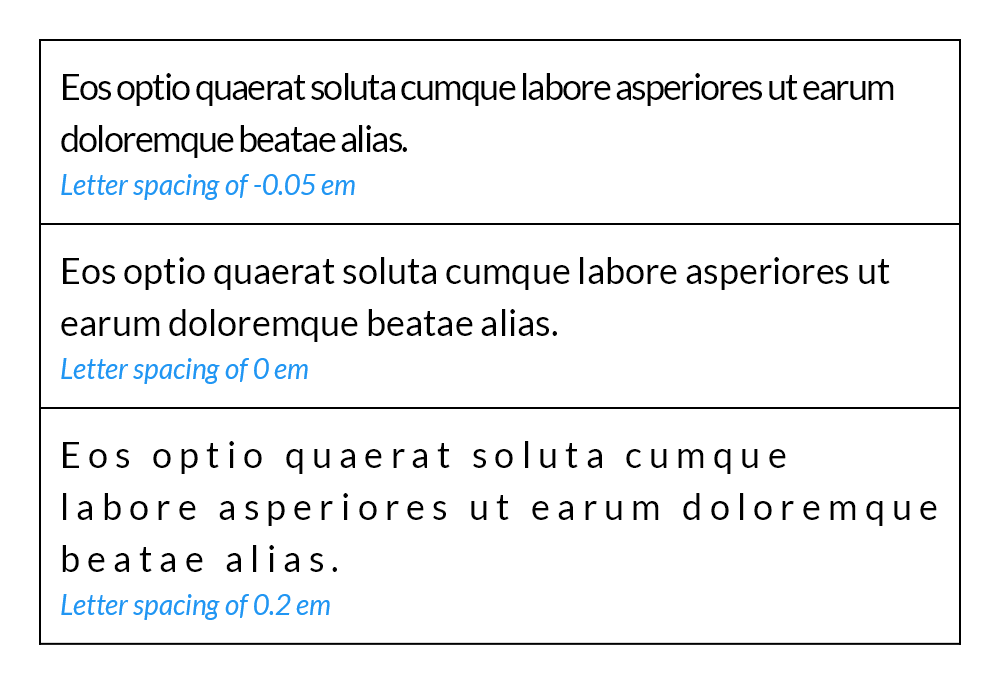 Eos optio quaerat soluta cumque labore asperiores ut earum
doloremque beatae alias.
Letter spacing of -0.05 em
Eos optio quaerat soluta cumque labore asperiores ut
earum doloremque beatae alias.
Letter spacing of 0 em
Eos optio quaerat soluta cumque
labore asperiores ut earum doloremque
beatae alias.
Letter spacing of 0.2 em